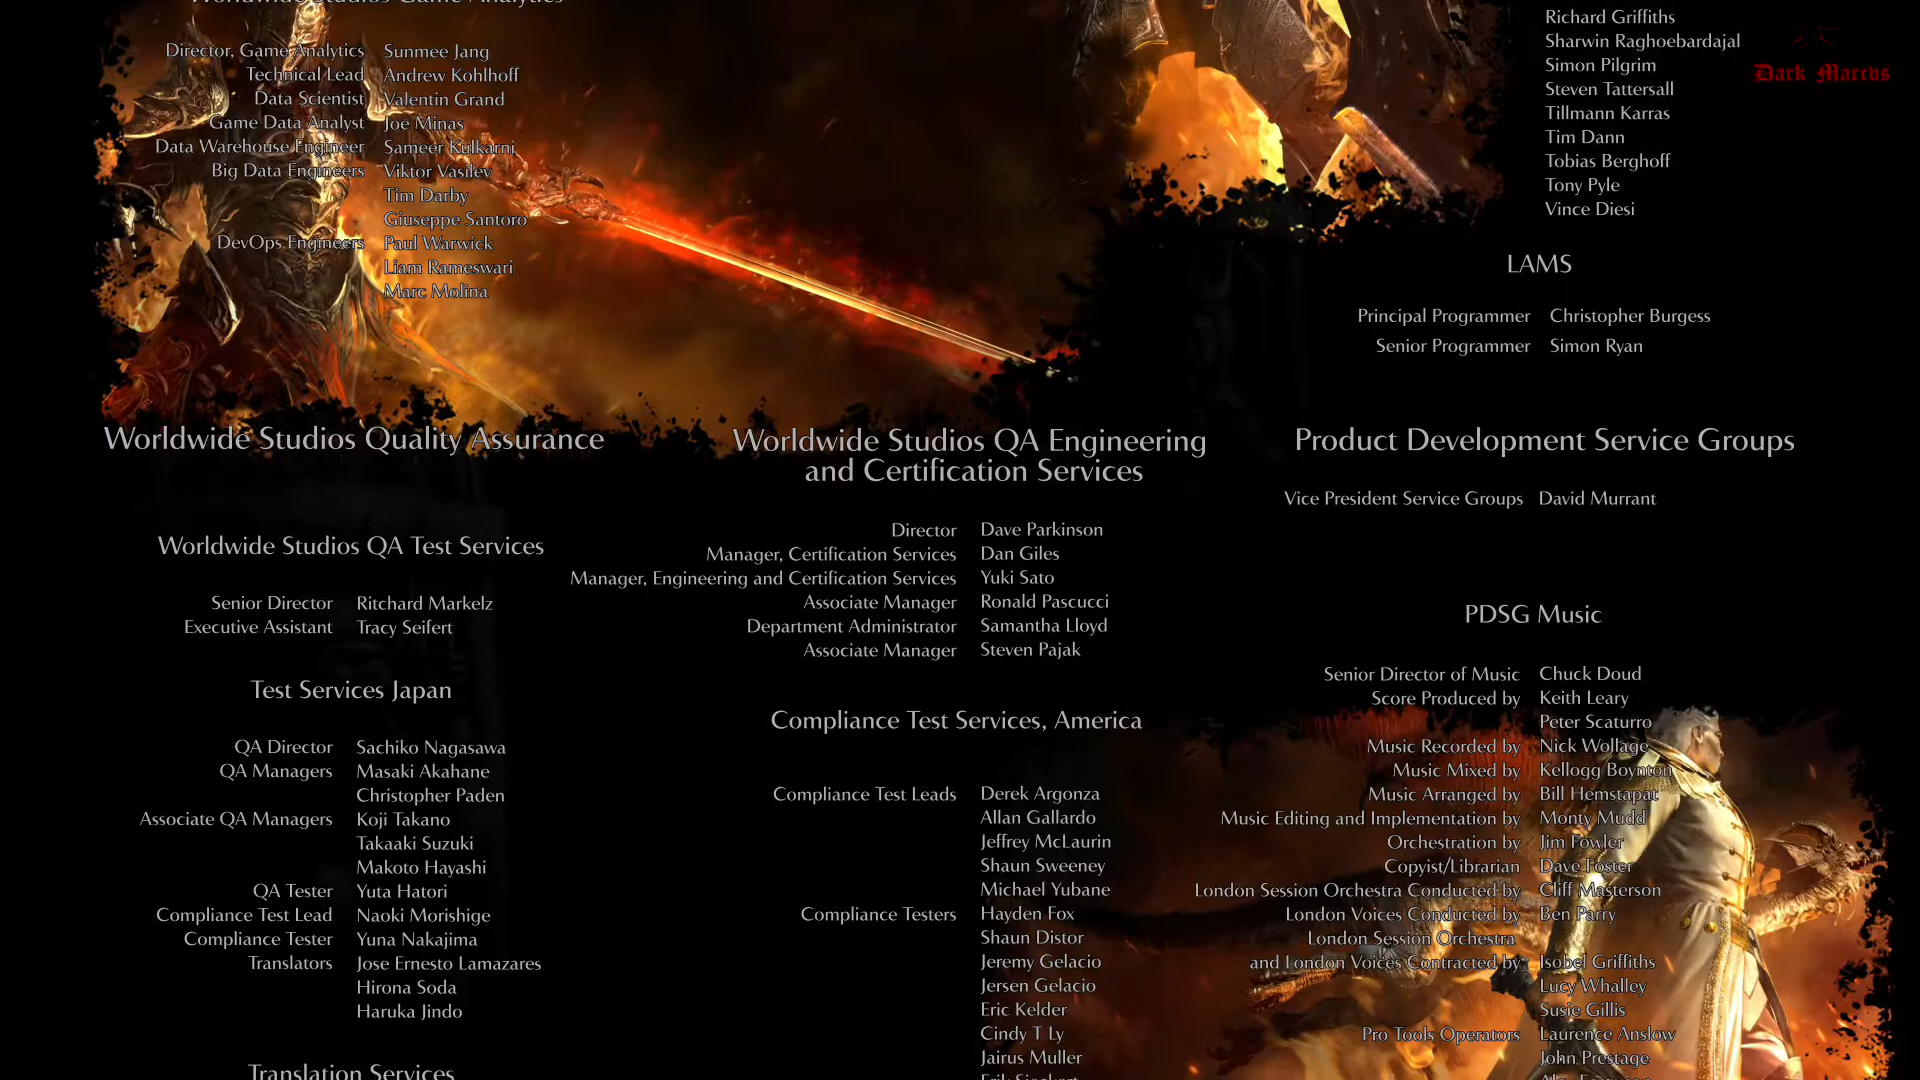 Worldwide Studios Game Analytics
Director, Game Analytics Sunmee Jang
Technical Lead Andrew Kohlhoff
Data Scientist Valentin Grand
Game Data Analyst Joe Minas
Data Warehouse Engineer Sameer Kulkarni
Big Data Engineers Viktor Vasilev
Tim Darby
Giuseppe Santoro
DevOps Engineers Paul Warwick
Liam Rameswari
Marc Molina
Worldwide Studios Quality Assurance
Worldwide Studios QA Test Services
Senior Director Ritchard Markelz
Executive Assistant Tracy Seifert
Test Services Japan
QA Director Sachiko Nagasawa
QA Managers Masaki Akahane
Christopher Paden
Associate QA Managers Koji Takano
Takaaki Suzuki
Makoto Hayashi
QA Tester Yuta Hatori
Compliance Test Lead Naoki Morishige
Compliance Tester Yuna Nakajima
Translators Jose Ernesto Lamazares
Hirona Soda
Haruka Jindo
Translation Services
Worldwide Studios QA Engineering
and Certification Services
Director Dave Parkinson
Manager, Certification Services Dan Giles
Manager, Engineering and Certification Services Yuki Sato
Associate Manager Ronald Pascucci
Department Administrator Samantha Lloyd
Associate Manager Steven Pajak
Compliance Test Services, America
Compliance Test Leads Derek Argonza
Allan Gallardo
Jeffrey McLaurin
Shaun Sweeney
Michael Yubane
Compliance Testers Hayden Fox
Shaun Distor
Jeremy Gelacio
Jersen Gelacio
Eric Kelder
Cindy T Ly
Jairus Muller
Richard Griffiths
Sharwin Raghoebardajal
Simon Pilgrim
Steven Tattersall
Tillmann Karras
Tim Dann
Tobias Berghoff
Tony Pyle
Vince Diesi
Dark Marcus
LAMS
Principal Programmer Christopher Burgess
Senior Programmer Simon Ryan
Product Development Service Groups
Vice President Service Groups David Murrant
PDSG Music
Senior Director of Music Chuck Doud
Score Produced by Keith Leary
Peter Scaturro
Music Recorded by Nick Wollage
Music Mixed by Kellogg Boynton
Music Arranged by Bill Hemstapat
Music Editing and Implementation by Monty Mudd
Orchestration by Jim Fowler
Copyist/Librarian Dave Foster
London Session Orchestra Conducted by Cliff Masterson
London Voices Conducted by Ben Parry
London Session Orchestra
and London Voices Contracted by Isobel Griffiths
Lucy Whalley
Susie Gillis
Pro Tools Operators Laurence Anslow
John Prestage